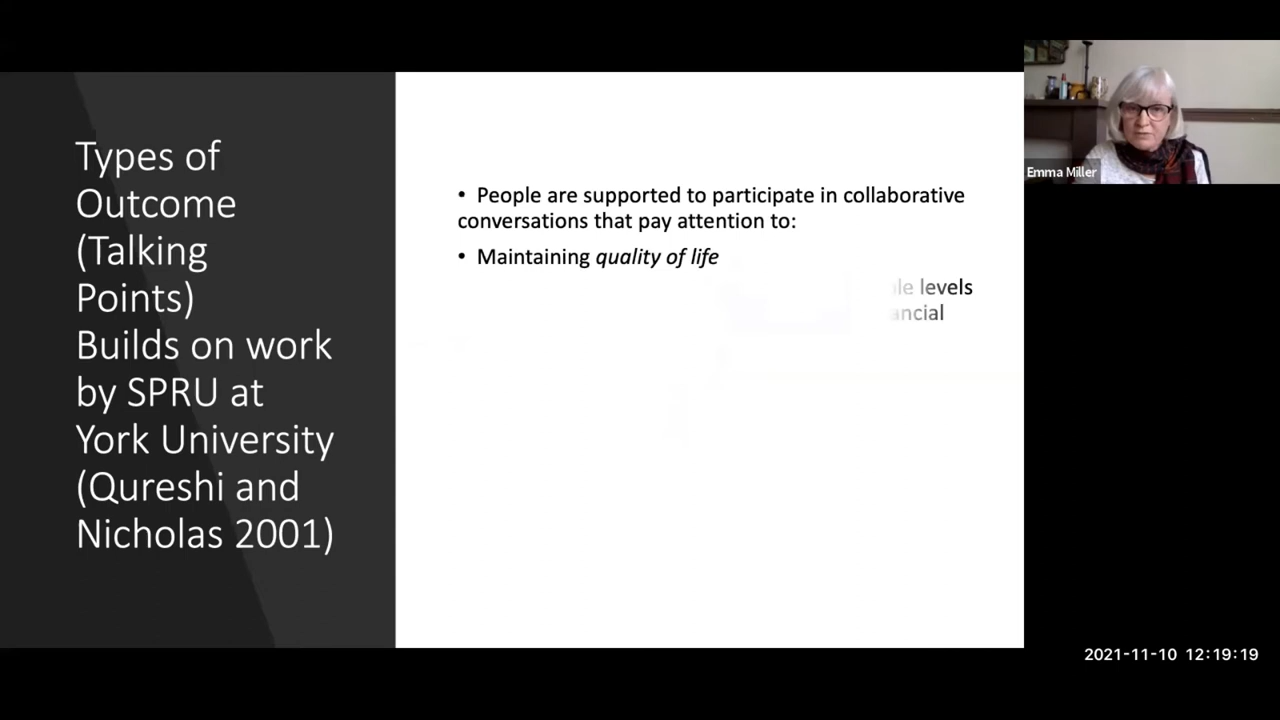 Types of
Outcome
(Talking
Points)
Builds on work
by SPRU at
York University
(Qureshi and
Nicholas 2001)
• People are supported to participate in collaborative
conversations that pay attention to:
• Maintaining quality of life
levels
Emma Miller
2021-11-10 12:19:19